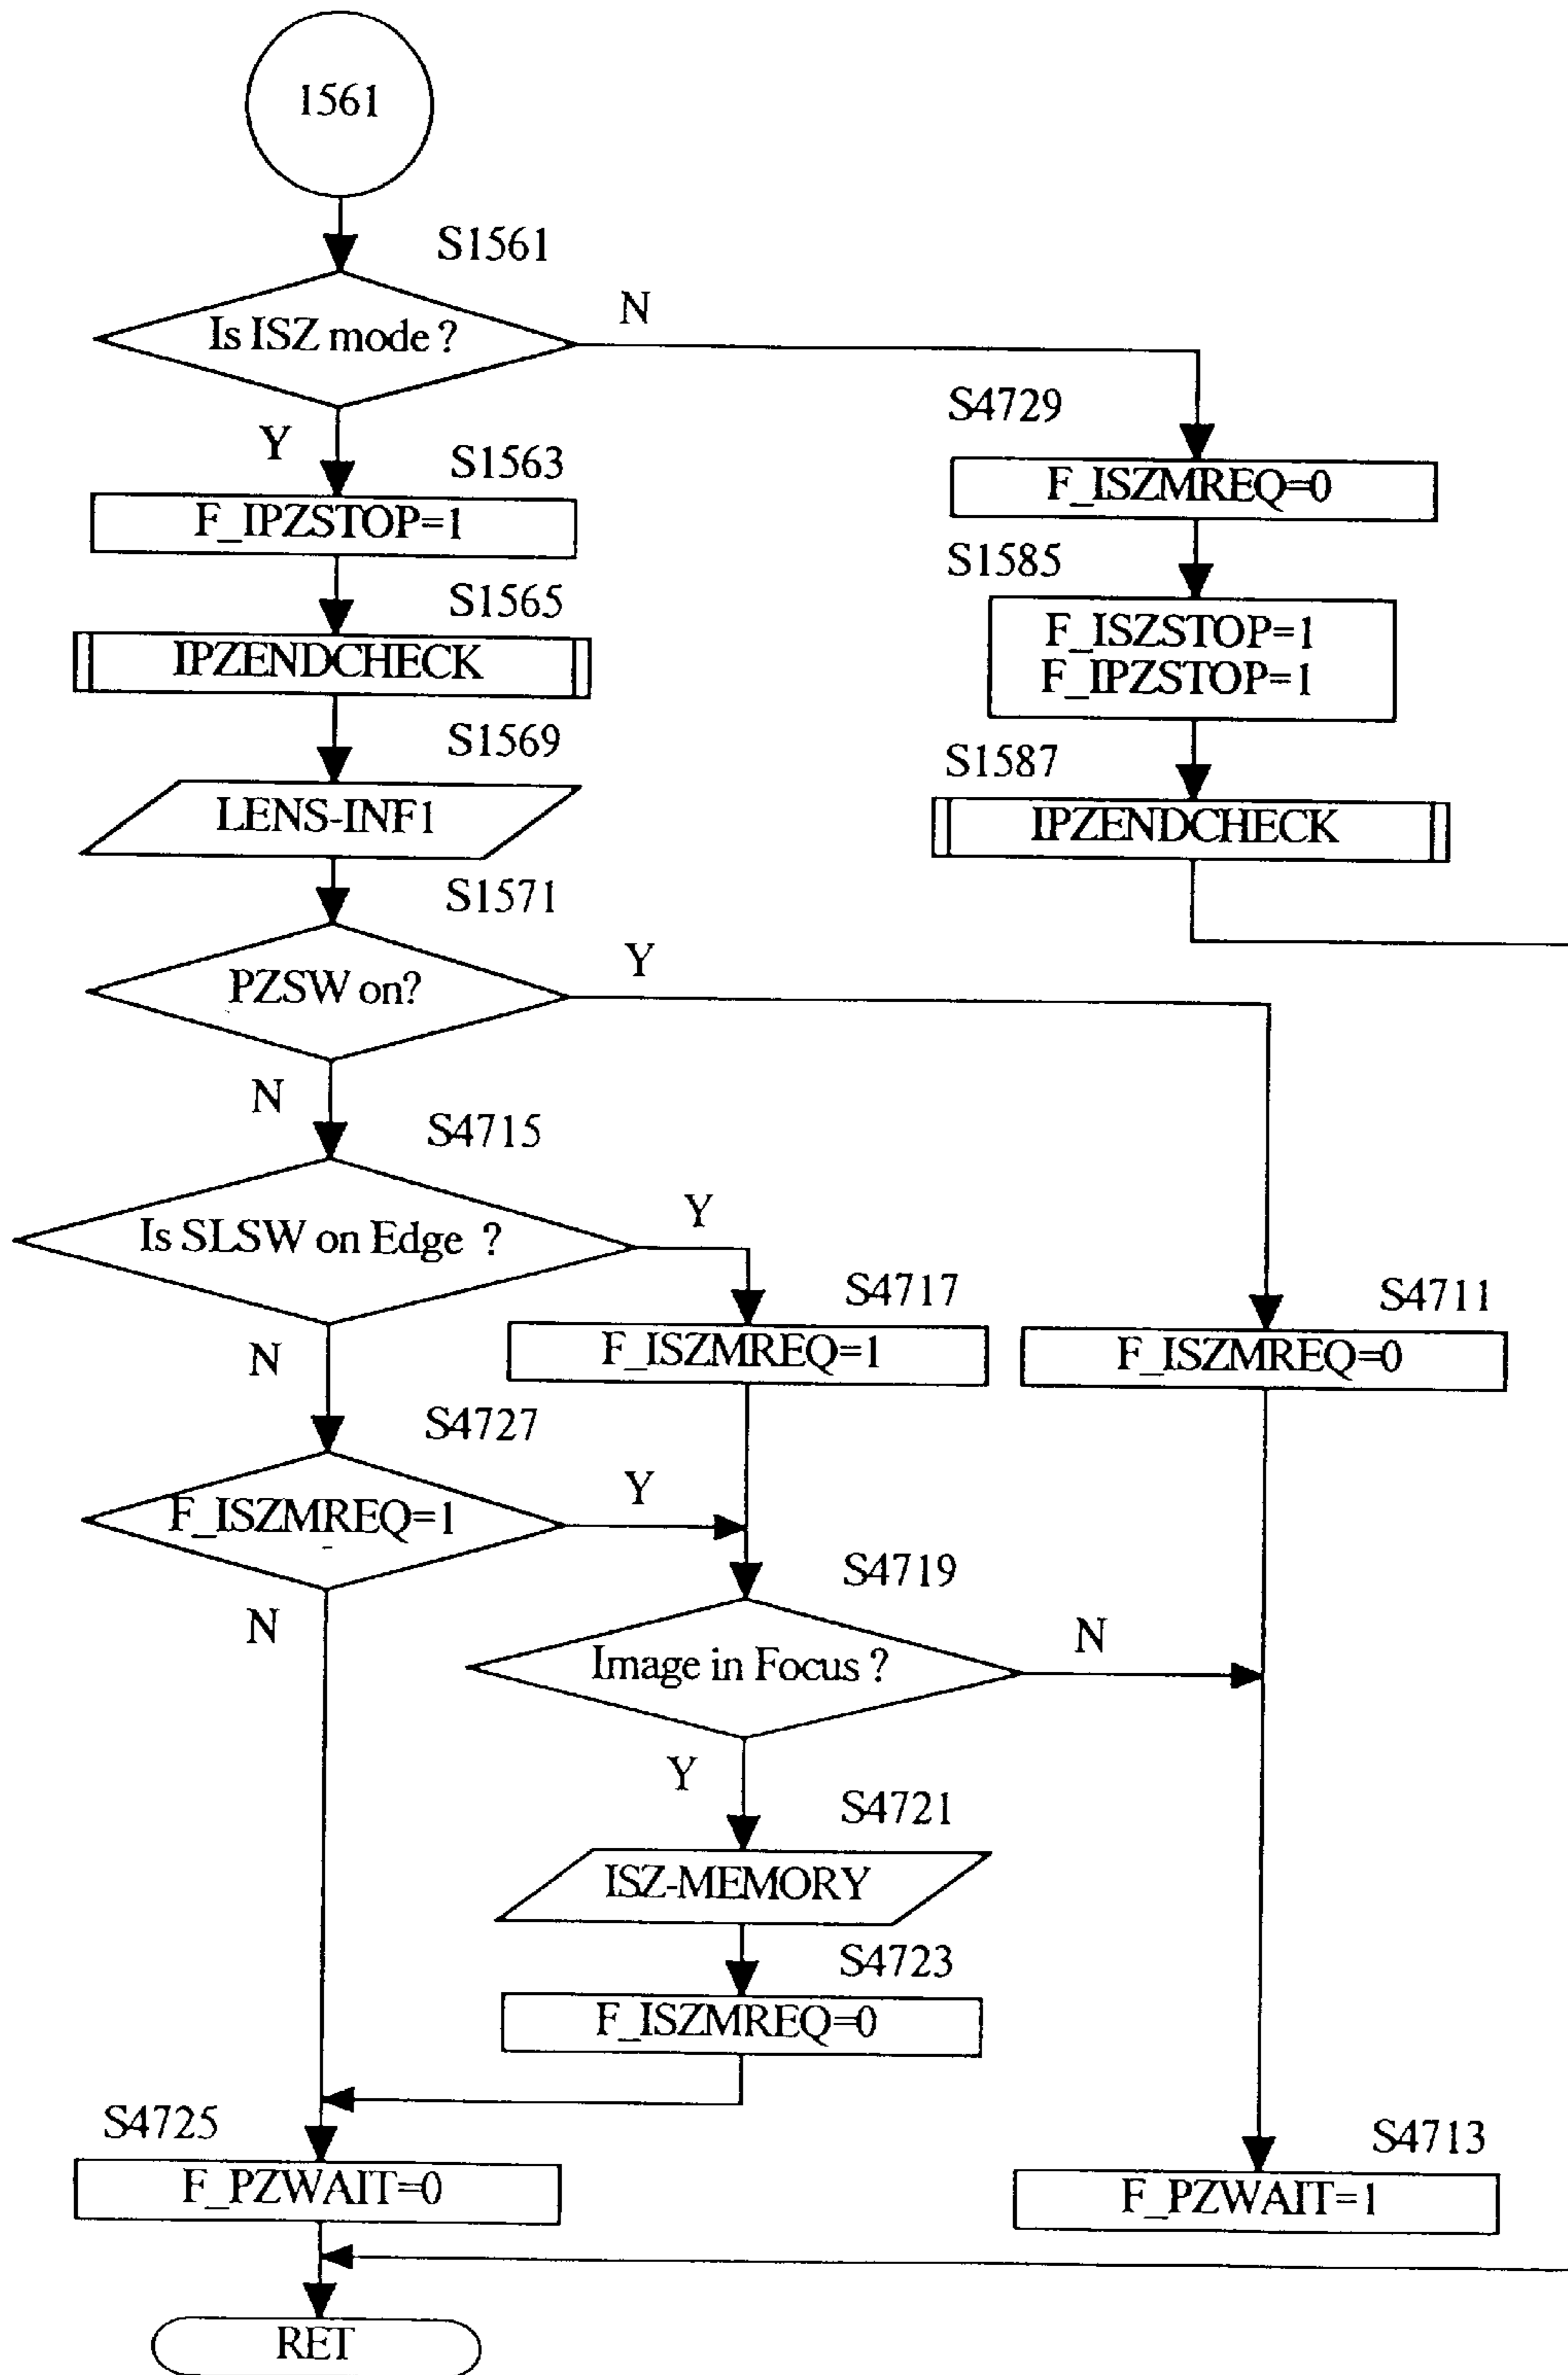 1561
S1561
Is ISZ mode ?
N
Y
S4729
F_ISZMREQ=0
S1563
F_IPZSTOP=1
S1585
F_ISZSTOP=1
F_IPZSTOP=1
S1565
IPZENDCHECK
S1587
IPZENDCHECK
S1569
LENS-INF1
S1571
PZSW on?
Y
N
S4715
Is SLSW on Edge ?
Y
N
S4717
F_ISZMREQ=1
S4711
F_ISZMREQ=0
S4727
F_ISZMREQ=1
Y
N
S4719
Image in Focus ?
N
Y
S4721
ISZ-MEMORY
S4723
F_ISZMREQ=0
S4725
F_PZWAIT=0
S4713
F_PZWAIT=1
RET